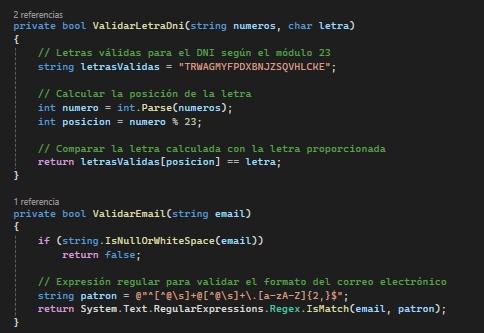 2 referencias
private bool ValidarLetraDni(string numeros, char letra)
{
// Letras válidas para el DNI según el módulo 23
string letrasValidas = "TRWAGMYFPDXBNJZSQVHLCKE";
// Calcular la posición de la letra
int numero = int.Parse(numeros);
int posicion = numero % 23;
// Comparar la letra calculada con la letra proporcionada
return letrasValidas[posicion] == letra;
}
1 referencia
private bool ValidarEmail(string email)
{
if (string.IsNullOrWhiteSpace(email))
return false;
// Expresión regular para validar el formato del correo electrónico
string patron = @"^[^@\s]+@[^@\s]+\.[a-zA-Z]{2,}$";
return System.Text.RegularExpressions.Regex.IsMatch(email, patron);
}